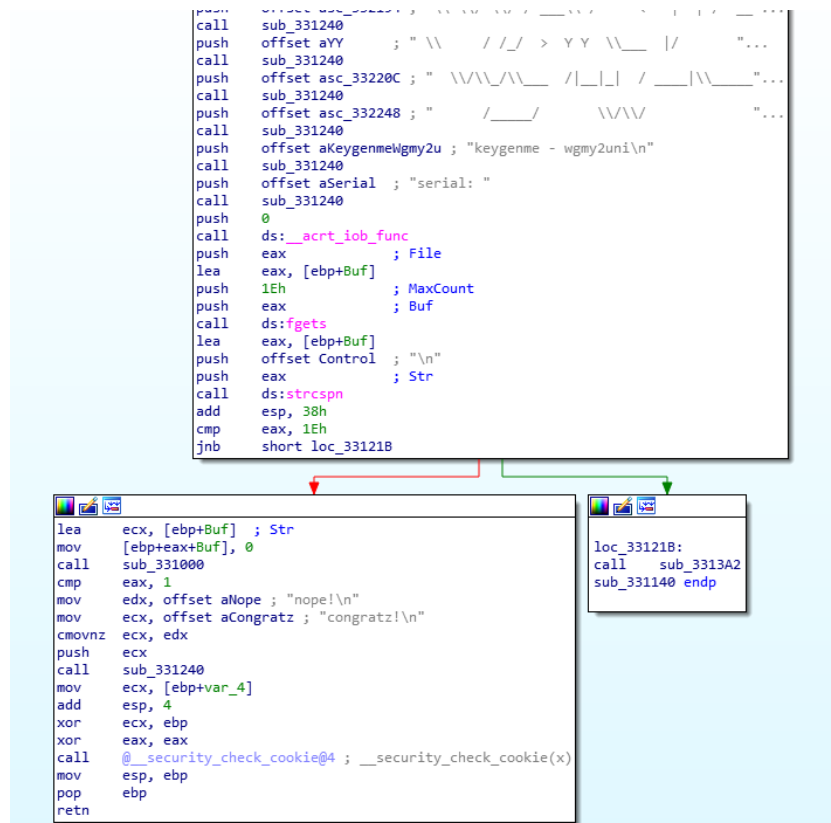 call    sub_331240
push    offset aYY      ; " \\     / /_/  >  Y Y  \\___  |/        "...
call    sub_331240
push    offset asc_33220C ; "  \\/\\_/\\___  /|__|_|  / ____|\\_____"...
call    sub_331240
push    offset asc_332248 ; "      /_____/       \\/\\/             "...
call    sub_331240
push    offset aKeygenmeWgmy2u ; "keygenme - wgmy2uni\n"
call    sub_331240
push    offset aSerial  ; "serial: "
call    sub_331240
push    0
call    ds:__acrt_iob_func
push    eax             ; File
lea     eax, [ebp+Buf]
push    1Eh             ; MaxCount
push    eax             ; Buf
call    ds:fgets
lea     eax, [ebp+Buf]
push    offset Control  ; "\n"
push    eax             ; Str
call    ds:strcspn
add     esp, 38h
cmp     eax, 1Eh
jnb     short loc_33121B
lea     ecx, [ebp+Buf]  ; Str
mov     [ebp+eax+Buf], 0
call    sub_331000
cmp     eax, 1
mov     edx, offset aNope ; "nope!\n"
mov     ecx, offset aCongratz ; "congratz!\n"
cmovnz  ecx, edx
push    ecx
call    sub_331240
mov     ecx, [ebp+var_4]
add     esp, 4
xor     ecx, ebp
xor     eax, eax
call    @__security_check_cookie@4 ; __security_check_cookie(x)
mov     esp, ebp
pop     ebp
retn
loc_33121B:
call    sub_3313A2
sub_331140 endp